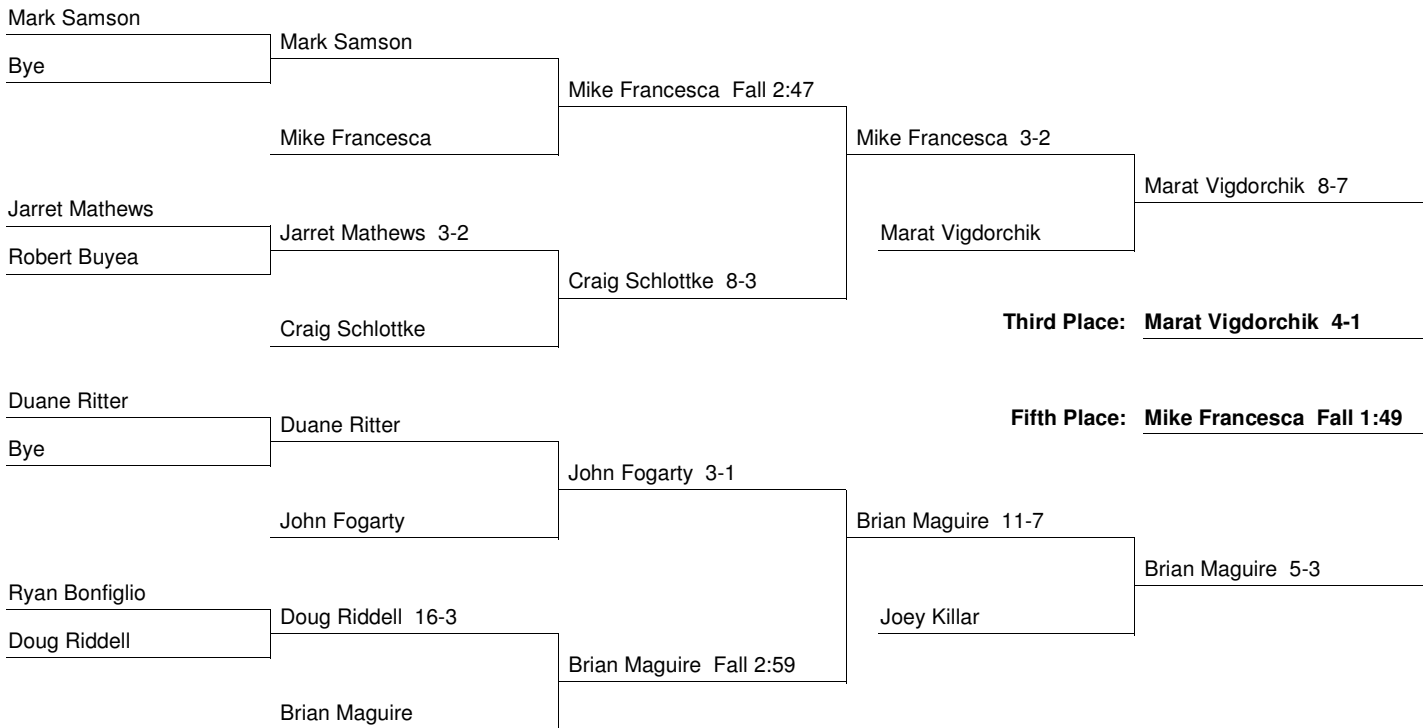 Mark Samson
Mark Samson
Bye
Mike Francesca  Fall 2:47
Mike Francesca
Mike Francesca  3-2
Marat Vigdorchik  8-7
Jarret Mathews
Jarret Mathews  3-2
Marat Vigdorchik
Robert Buyea
Craig Schlottke  8-3
Craig Schlottke
Third Place:  Marat Vigdorchik  4-1
Duane Ritter
Duane Ritter
Fifth Place:  Mike Francesca  Fall 1:49
Bye
John Fogarty  3-1
John Fogarty
Brian Maguire  11-7
Brian Maguire  5-3
Ryan Bonfiglio
Doug Riddell  16-3
Joey Killar
Doug Riddell
Brian Maguire  Fall 2:59
Brian Maguire